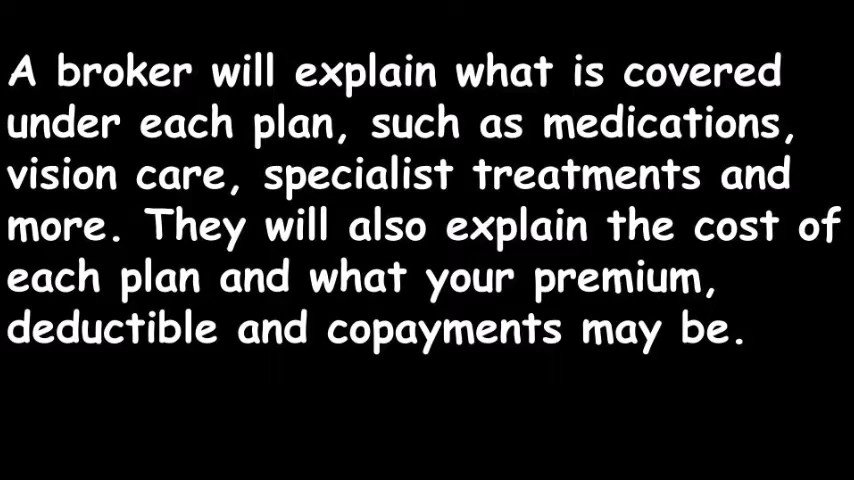 A broker will explain what is covered
under each plan, such as medications,
vision care, specialist treatments and
more. They will also explain the cost of
each plan and what your premium,
deductible and copayments may be.